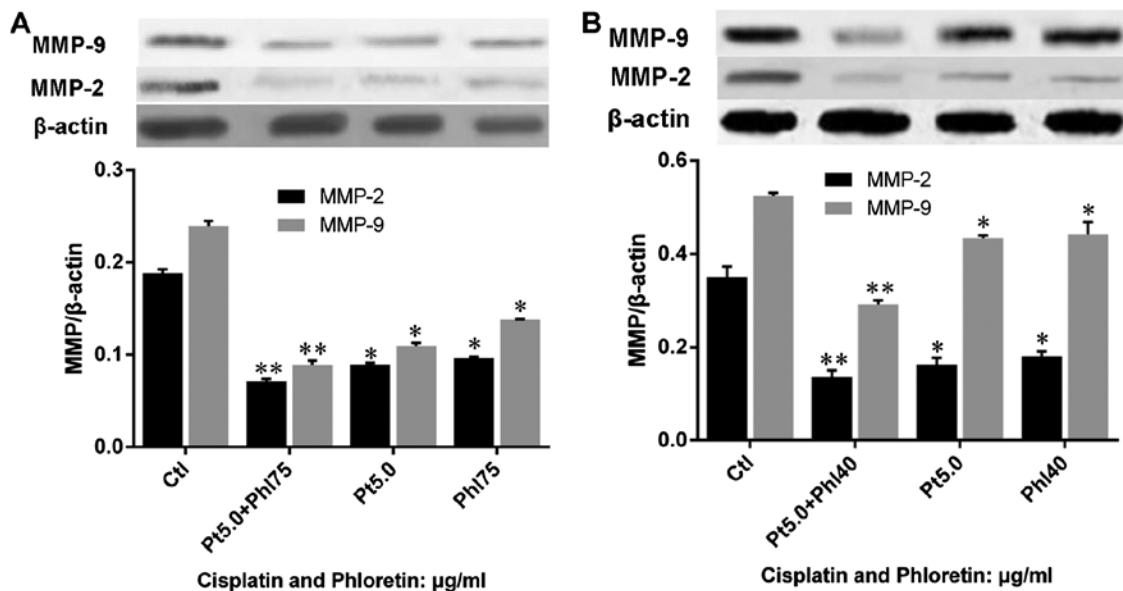 A
MMP-9
MMP-2
β-actin
0.3
0.2
0.1
0.0
MMP/β-actin
MMP-2
MMP-9
** ** * * * *
Ctl
Pt5.0+Phl75
Pt5.0
Phl75
Cisplatin and Phloretin: µg/ml
B
MMP-9
MMP-2
β-actin
0.6
0.4
0.2
0.0
MMP/β-actin
MMP-2
MMP-9
** ** * * * *
Ctl
Pt5.0+Phl40
Pt5.0
Phl40
Cisplatin and Phloretin: µg/ml